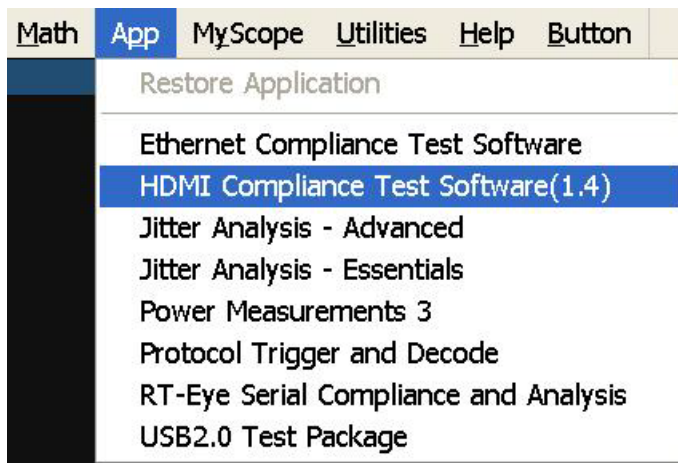 Math App MyScope Utilities Help Button
Restore Application
Ethernet Compliance Test Software
HDMI Compliance Test Software(1.4)
Jitter Analysis - Advanced
Jitter Analysis - Essentials
Power Measurements 3
Protocol Trigger and Decode
RT-Eye Serial Compliance and Analysis
USB2.0 Test Package